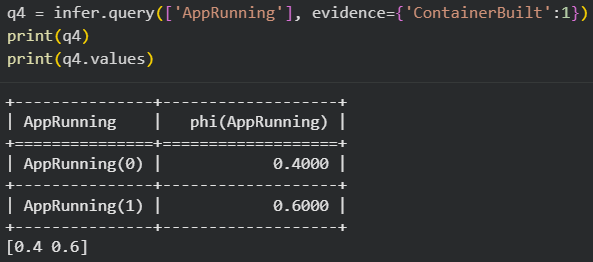 q4 = infer.query(['AppRunning'], evidence={'ContainerBuilt':1})
print(q4)
print(q4.values)
+---------------+-------------------+
| AppRunning    |   phi(AppRunning) |
+===============+===================+
| AppRunning(0) |            0.4000 |
+---------------+-------------------+
| AppRunning(1) |            0.6000 |
+---------------+-------------------+
[0.4 0.6]